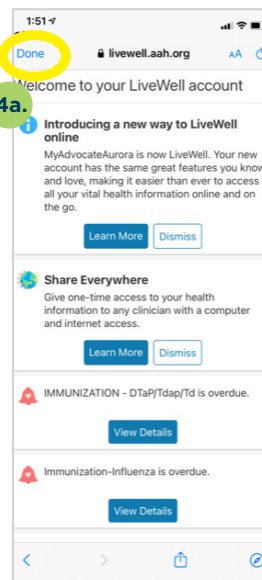 1:51
Done
livewell.aah.org
AA
Welcome to your LiveWell account
4a.
Introducing a new way to LiveWell
online
MyAdvocateAurora is now LiveWell. Your new
account has the same great features you know
and love, making it easier than ever to access
all your vital health information online and on
the go.
Learn More
Dismiss
Share Everywhere
Give one-time access to your health
information to any clinician with a computer
and internet access.
Learn More
Dismiss
IMMUNIZATION - DTaP/Tdap/Td is overdue.
View Details
Immunization-Influenza is overdue.
View Details